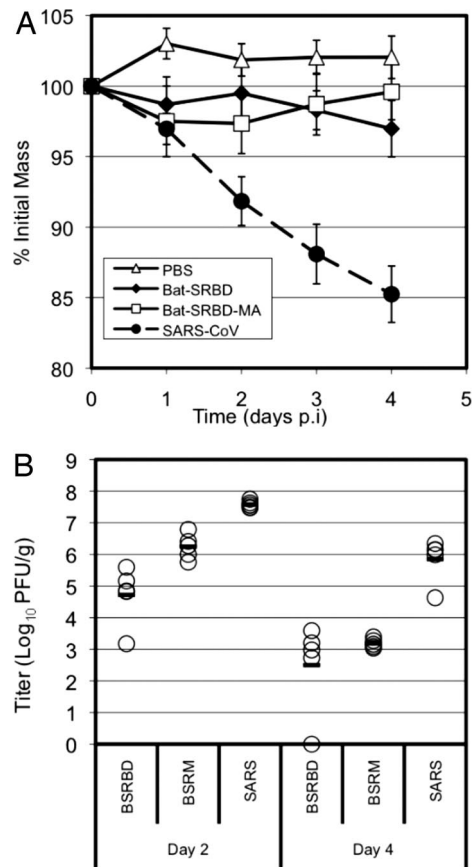 A
105
100
95
90
85
80
% Initial Mass
PBS
Bat-SRBD
Bat-SRBD-MA
SARS-CoV
0 1 2 3 4 5
Time (days p.i)
B
9
8
7
6
5
4
3
2
1
0
Titer (Log10 PFU/g)
BSRBD BSRM SARS BSRBD BSRM SARS
Day 2 Day 4